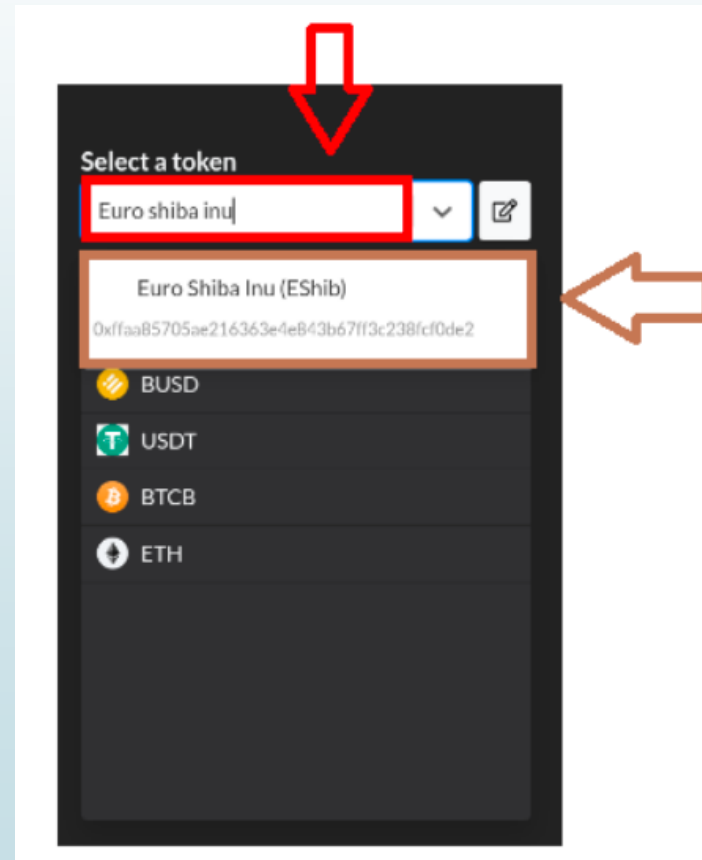 Select a token
Euro shiba inu
Euro Shiba Inu (EShib)
0xffaa85705ae216363e4e843b67ff3c238fcf0de2
BUSD
USDT
BTCB
ETH